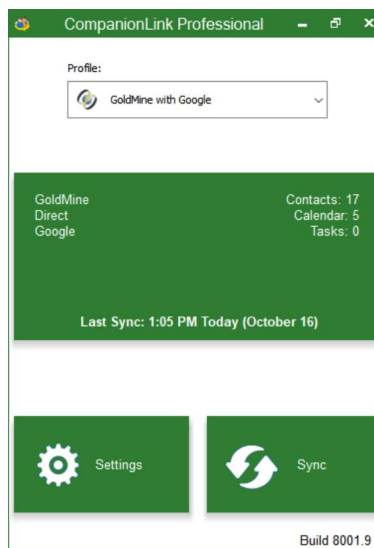 CompanionLink Professional
Profile:
GoldMine with Google
GoldMine Contacts: 17
Direct Calendar: 5
Google Tasks: 0
Last Sync: 1:05 PM Today (October 16)
Settings Sync
Build 8001.9